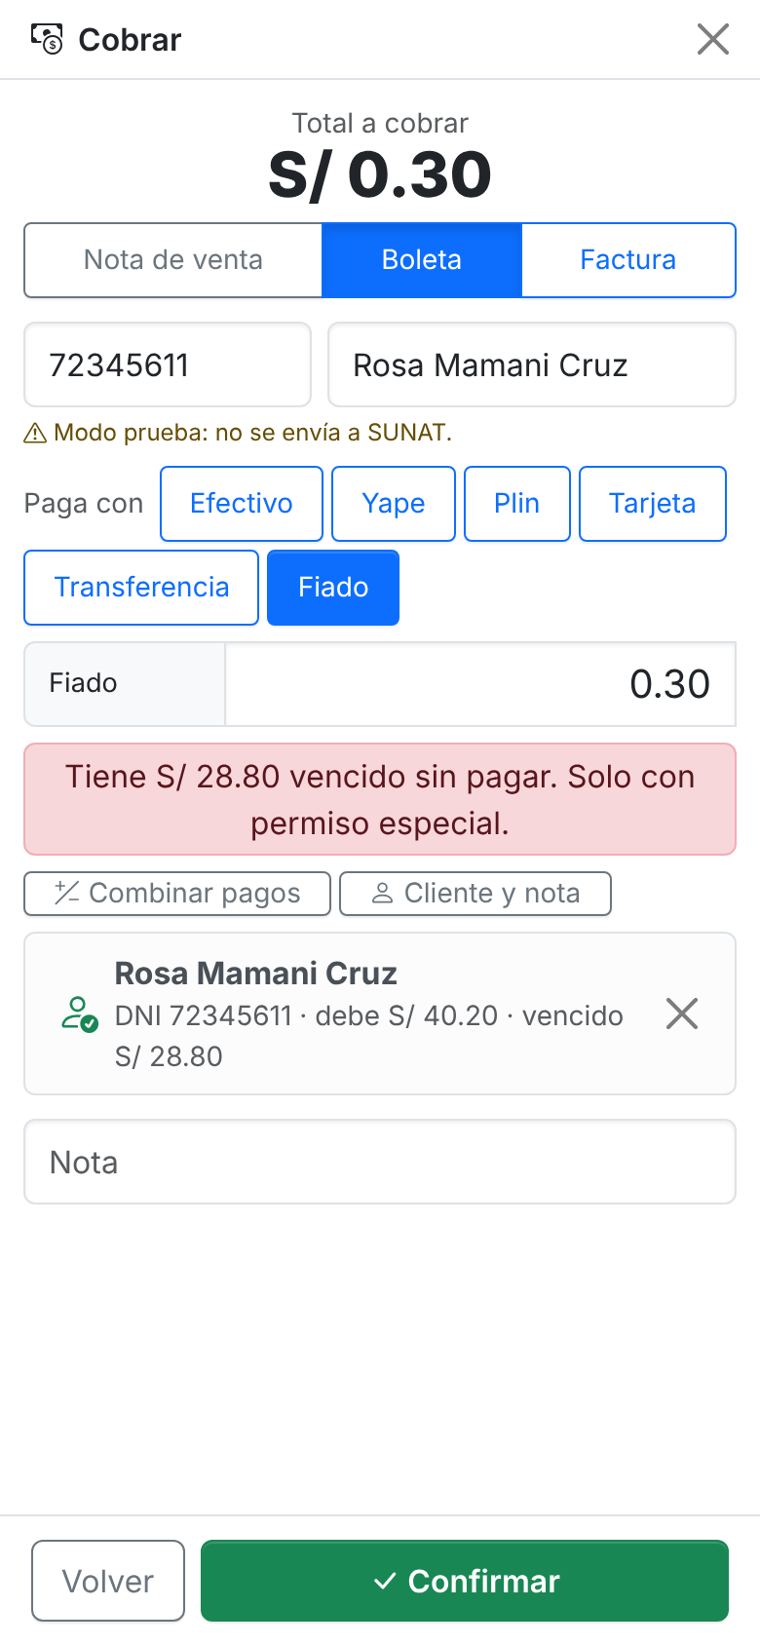 Cobrar
Total a cobrar
S/ 0.30
Nota de venta
Boleta
Factura
72345611
Rosa Mamani Cruz
Modo prueba: no se envía a SUNAT.
Paga con
Efectivo
Yape
Plin
Tarjeta
Transferencia
Fiado
Fiado
0.30
Tiene S/ 28.80 vencido sin pagar. Solo con
permiso especial.
Combinar pagos
Cliente y nota
Rosa Mamani Cruz
DNI 72345611 · debe S/ 40.20 · vencido
S/ 28.80
Nota
Volver
Confirmar